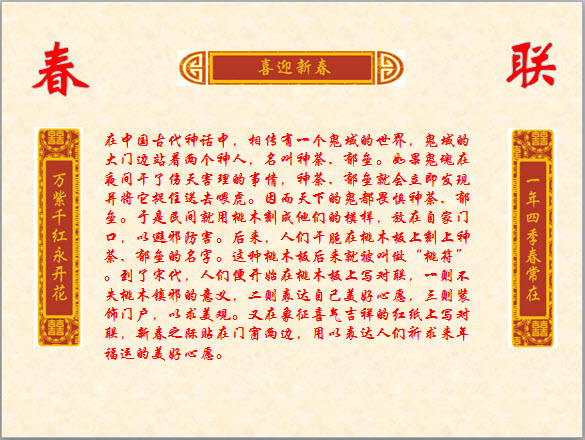 春
喜迎新春
联
万紫千红永开花
在中国古代神话中，相传有一个鬼域的世界，鬼域的
大门边站着两个神人，名叫神荼、郁垒。如果鬼魂在
夜间干了伤天害理的事情，神荼、郁垒就会立即发现
并将它捉住送去喂虎。因而天下的鬼都畏惧神荼、郁
垒。于是民间就用桃木刻成他们的模样，放在自家门
口，以避邪防害。后来，人们干脆在桃木板上刻上神
荼、郁垒的名字。这种桃木板后来就被叫做“桃符”
。到了宋代，人们便开始在桃木板上写对联，一则不
失桃木镇邪的意义，二则表达自己美好心愿，三则装
饰门户，以求美观。又在象征喜气吉祥的红纸上写对
联，新春之际贴在门窗两边，用以表达人们祈求来年
福运的美好心愿。
一年四季春常在